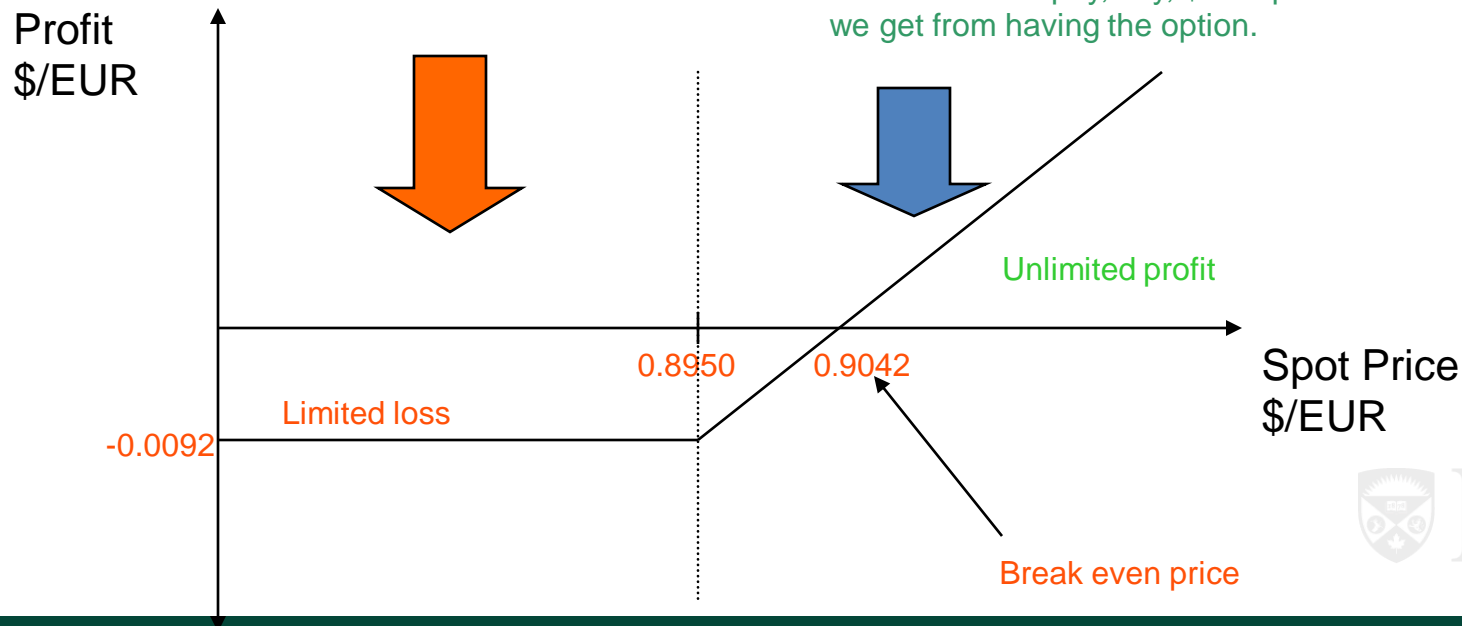 we get from having the option.
Profit
$/EUR
Unlimited profit
0.8950
0.9042
Spot Price
$/EUR
Limited loss
-0.0092
Break even price